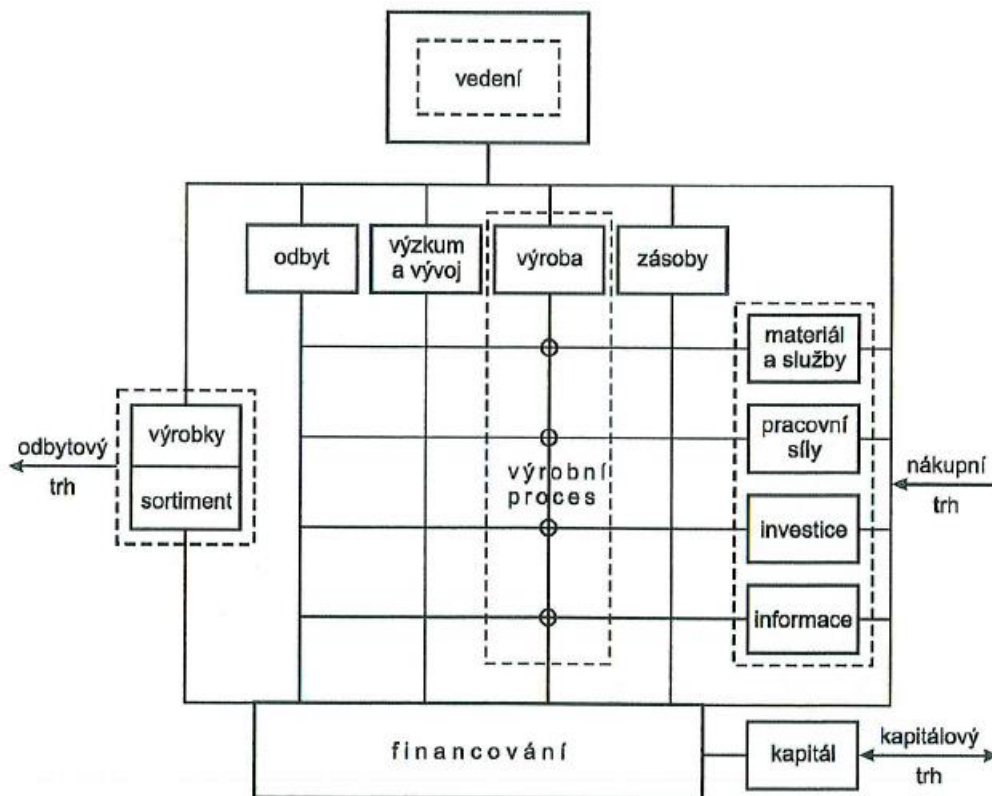 vedení
odbyt
výzkum
a vývoj
výroba
zásoby
materiál
a služby
pracovní
síly
investice
informace
výrobky
sortiment
odbytový
trh
výrobní
proces
nákupní
trh
financování
kapitál
kapitálový
trh